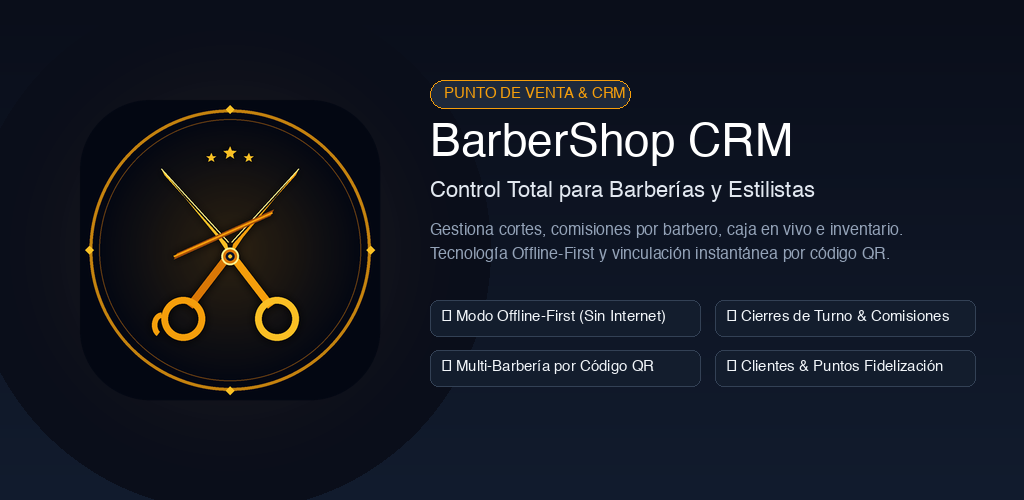 PUNTO DE VENTA & CRM
BarberShop CRM
Control Total para Barberías y Estilistas
Gestiona cortes, comisiones por barbero, caja en vivo e inventario.
Tecnología Offline-First y vinculación instantánea por código QR.
Modo Offline-First (Sin Internet)
Cierres de Turno & Comisiones
Multi-Barbería por Código QR
Clientes & Puntos Fidelización